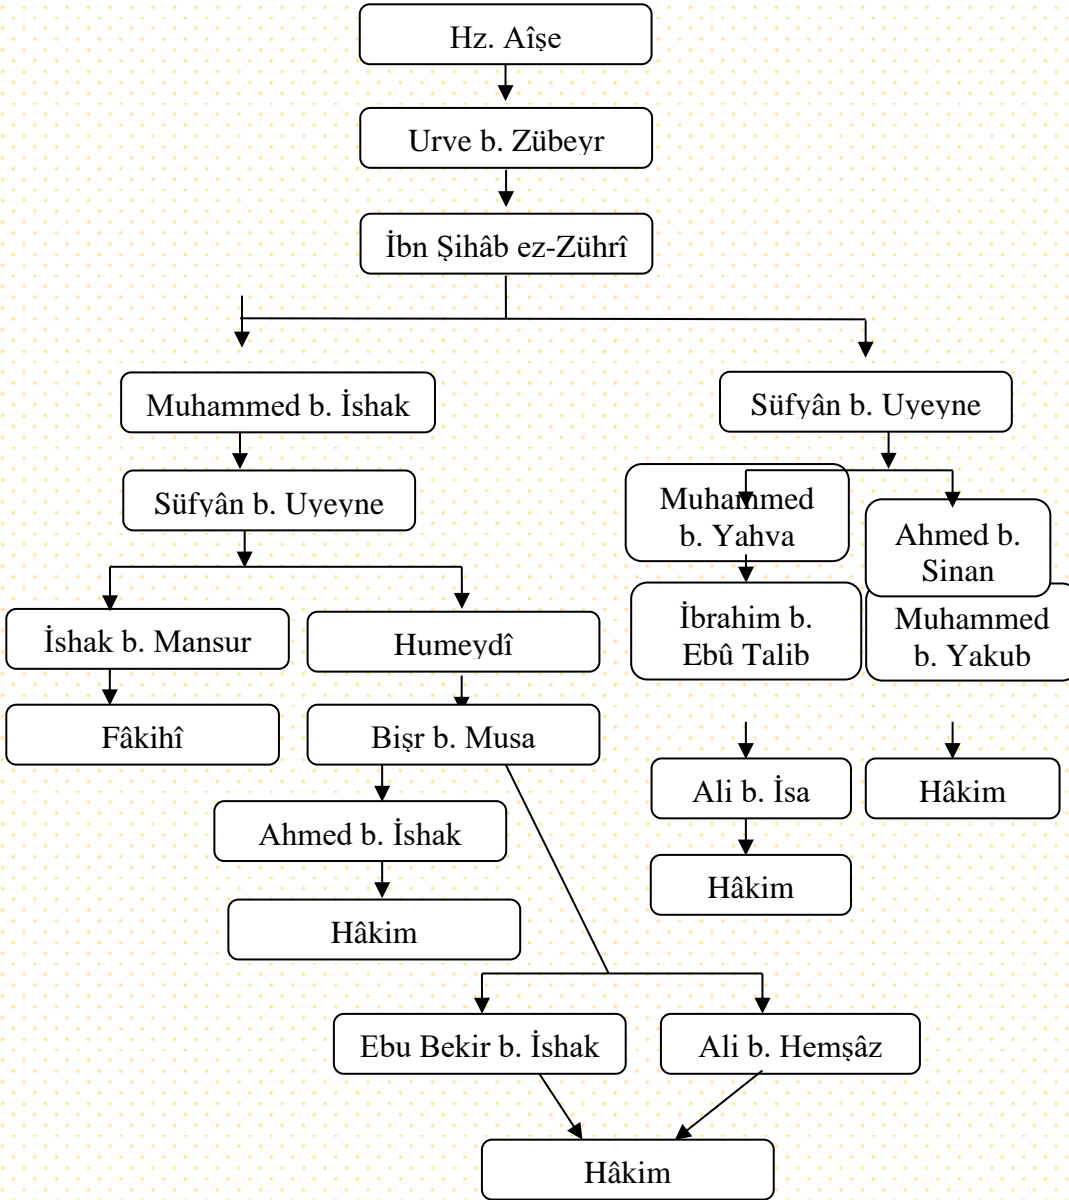 Hz. Aîşe
Urve b. Zübeyr
İbn Şihâb ez-Zührî
Muhammed b. İshak
Süfyân b. Uyeyne
Süfyân b. Uyeyne
Muhammed
b. Yahya
Ahmed b.
Sinan
İshak b. Mansur
Humeydî
İbrahim b.
Ebû Talib
Muhammed
b. Yakub
Fâkihî
Bişr b. Musa
Ali b. İsa
Hâkim
Ahmed b. İshak
Hâkim
Hâkim
Ebu Bekir b. İshak
Ali b. Hemşâz
Hâkim